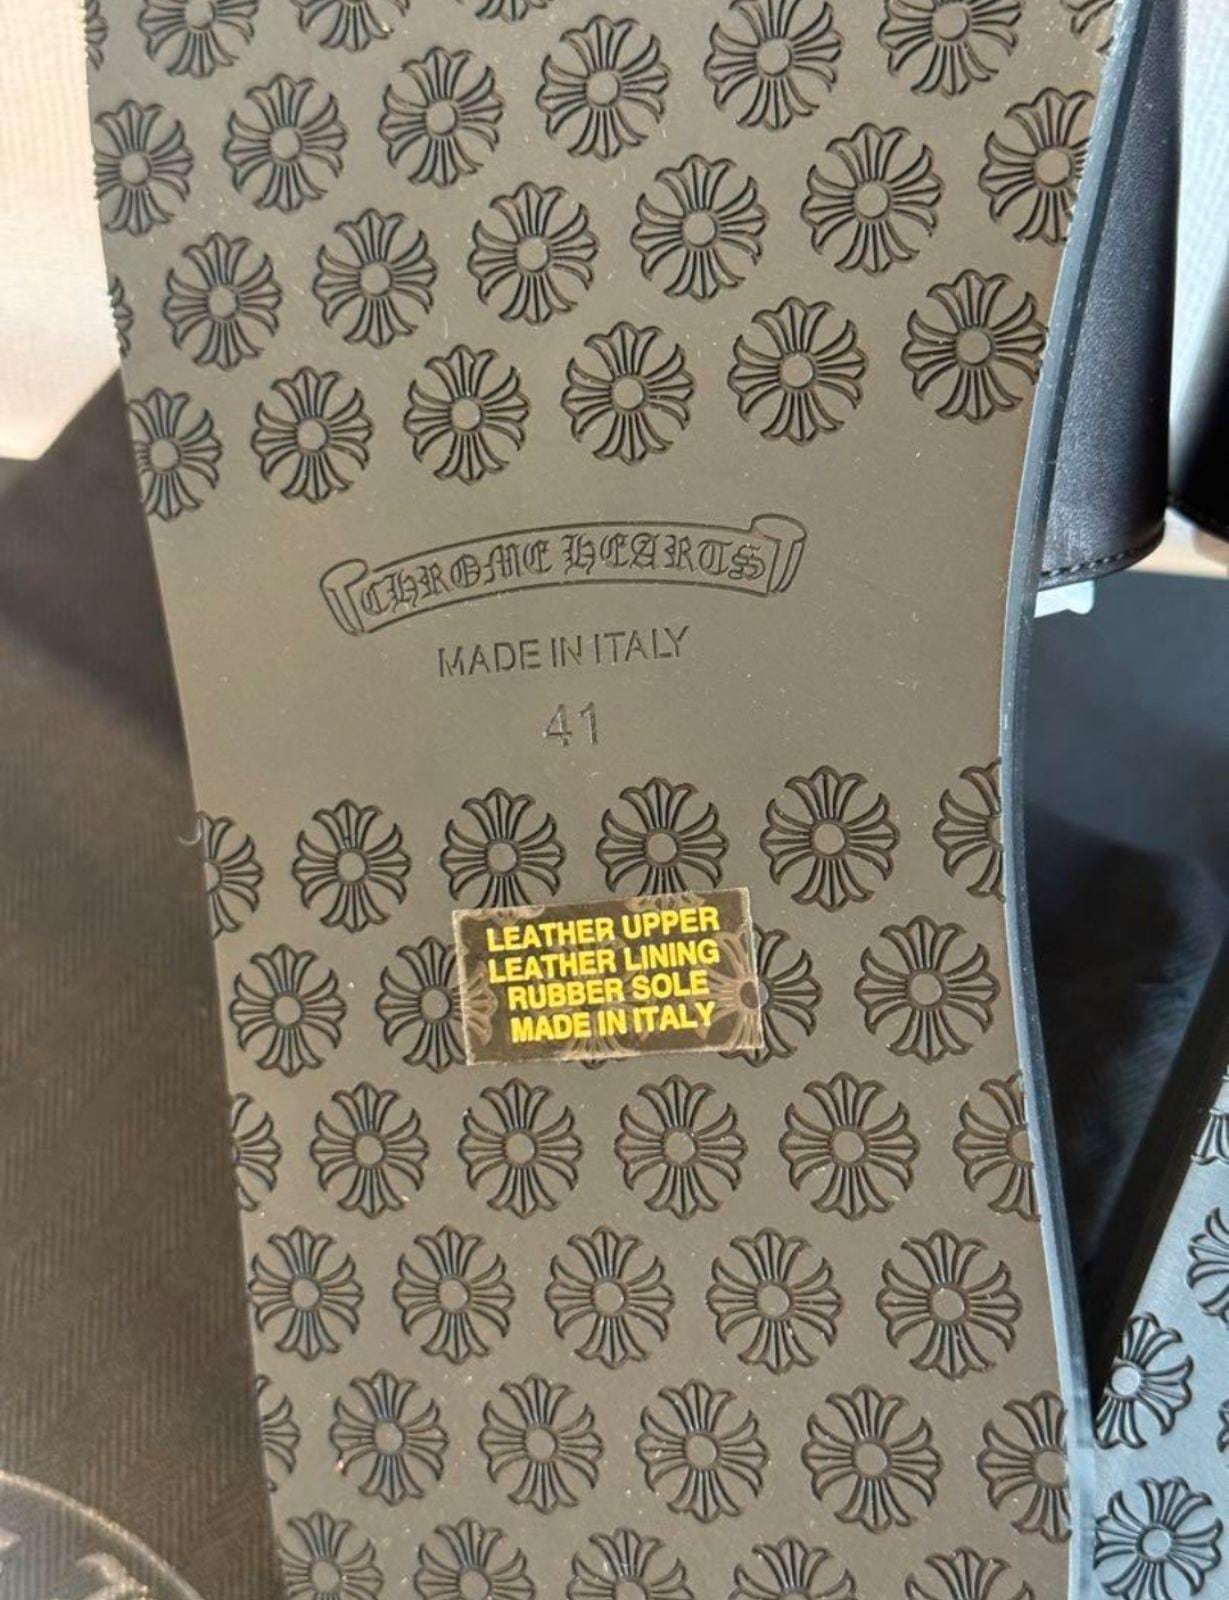 CHROME HEARTS
MADE IN ITALY
41
LEATHER UPPER
LEATHER LINING
RUBBER SOLE
MADE IN ITALY